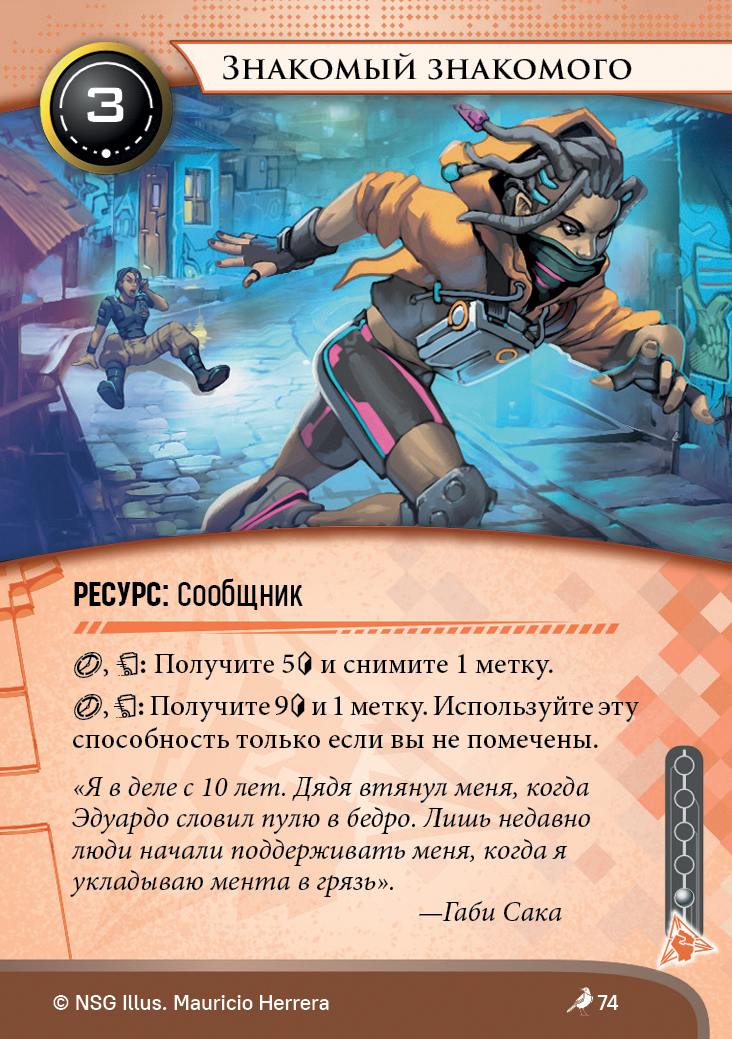 3
Знакомый знакомого
РЕСУРС: Сообщник
, : Получите 5 и снимите 1 метку.
, : Получите 9 и 1 метку. Используйте эту
способность только если вы не помечены.
«Я в деле с 10 лет. Дядя втянул меня, когда
Эдуардо словил пулю в бедро. Лишь недавно
люди начали поддерживать меня, когда я
укладываю мента в грязь».
—Габи Сака
© NSG Illus. Mauricio Herrera
74